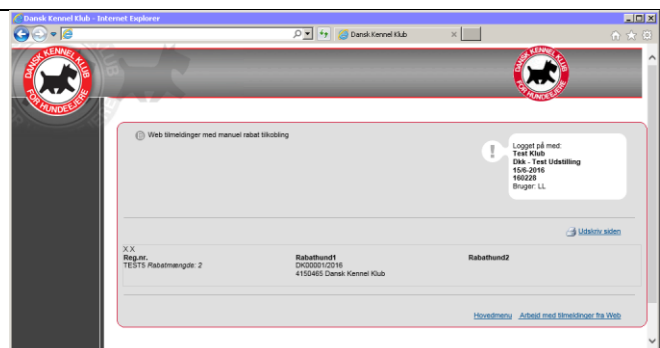 Dansk Kennel Klub - Internet Explorer
Dansk Kennel Klub
DANSK KENNEL KLUB
FOR HUNDEEJERE
DANSK KENNEL KLUB
FOR HUNDEEJERE
Web tilmeldinger med manuel rabat tilkobling
Logget på med:
Test Klub
Dkk - Test Udstilling
15/6-2016
160228
Bruger: LL
Udskriv siden
X X
Reg.nr. Rabathund1 Rabathund2
TEST5 Rabatmængde: 2 DK00001/2016
4150465 Dansk Kennel Klub
Hovedmenu Arbejd med tilmeldinger fra Web